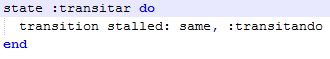 state :transitar do
  transition stalled: same, :transitando
end